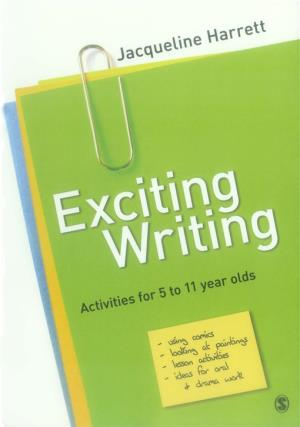 Jacqueline Harrett
Exciting
Writing
Activities for 5 to 11 year olds
- using comics
- looking at paintings
- lesson activities
- ideas for oral
& drama work